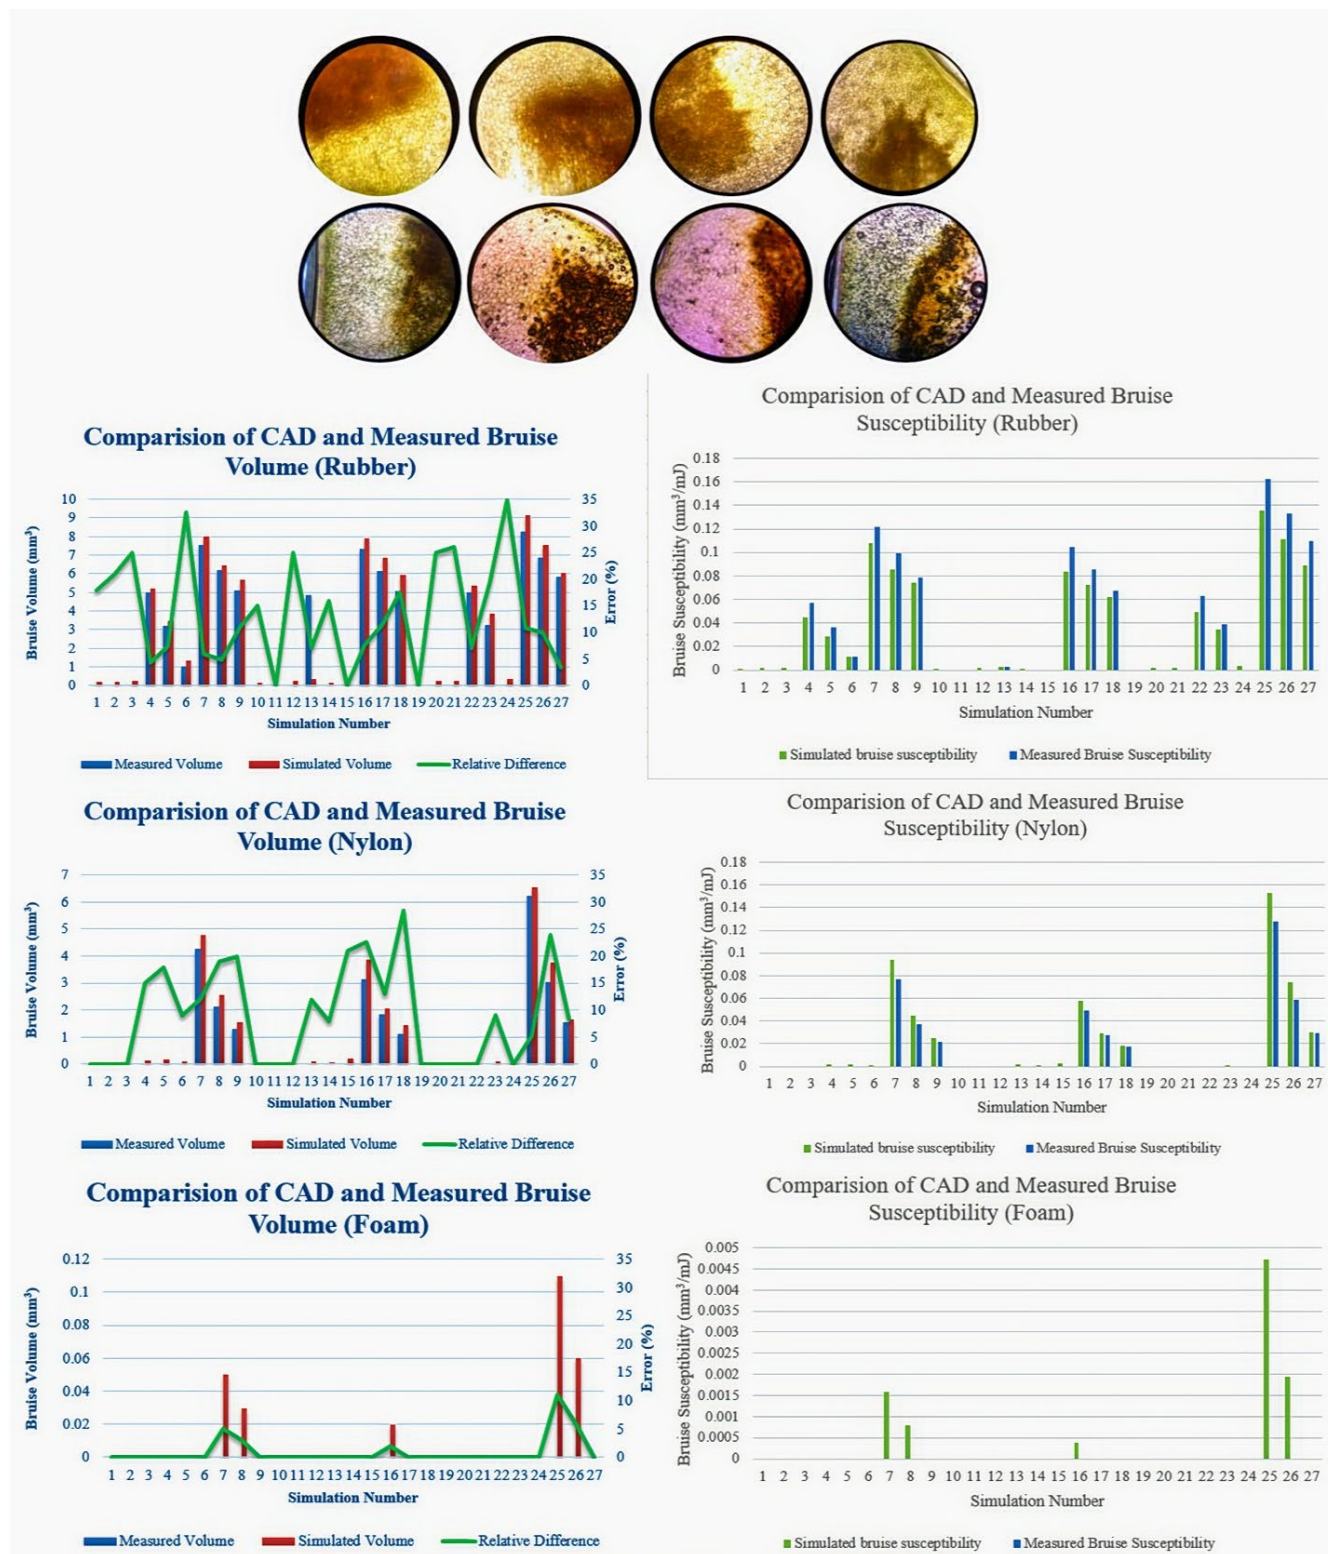 Comparision of CAD and Measured Bruise
Volume (Rubber)
Bruise Volume (mm³)
10
9
8
7
6
5
4
3
2
1
0
35
30
25
20
15
10
5
0
Error (%)
1 2 3 4 5 6 7 8 9 10 11 12 13 14 15 16 17 18 19 20 21 22 23 24 25 26 27
Simulation Number
Measured Volume Simulated Volume Relative Difference
Comparision of CAD and Measured Bruise
Susceptibility (Rubber)
Bruise Susceptibility (mm³/mJ)
0.18
0.16
0.14
0.12
0.1
0.08
0.06
0.04
0.02
0
1 2 3 4 5 6 7 8 9 10 11 12 13 14 15 16 17 18 19 20 21 22 23 24 25 26 27
Simulation Number
Simulated bruise susceptibility Measured Bruise Susceptibility
Comparision of CAD and Measured Bruise
Volume (Nylon)
Bruise Volume (mm³)
7
6
5
4
3
2
1
0
35
30
25
20
15
10
5
0
Error (%)
1 2 3 4 5 6 7 8 9 10 11 12 13 14 15 16 17 18 19 20 21 22 23 24 25 26 27
Simulation Number
Measured Volume Simulated Volume Relative Difference
Comparision of CAD and Measured Bruise
Susceptibility (Nylon)
Bruise Susceptibility (mm³/mJ)
0.18
0.16
0.14
0.12
0.1
0.08
0.06
0.04
0.02
0
1 2 3 4 5 6 7 8 9 10 11 12 13 14 15 16 17 18 19 20 21 22 23 24 25 26 27
Simulation Number
Simulated bruise susceptibility Measured Bruise Susceptibility
Comparision of CAD and Measured Bruise
Volume (Foam)
Bruise Volume (mm³)
0.12
0.1
0.08
0.06
0.04
0.02
0
35
30
25
20
15
10
5
0
Error (%)
1 2 3 4 5 6 7 8 9 10 11 12 13 14 15 16 17 18 19 20 21 22 23 24 25 26 27
Simulation Number
Measured Volume Simulated Volume Relative Difference
Comparision of CAD and Measured Bruise
Susceptibility (Foam)
Bruise Susceptibility (mm³/mJ)
0.005
0.0045
0.004
0.0035
0.003
0.0025
0.002
0.0015
0.001
0.0005
0
1 2 3 4 5 6 7 8 9 10 11 12 13 14 15 16 17 18 19 20 21 22 23 24 25 26 27
Simulation Number
Simulated bruise susceptibility Measured Bruise Susceptibility